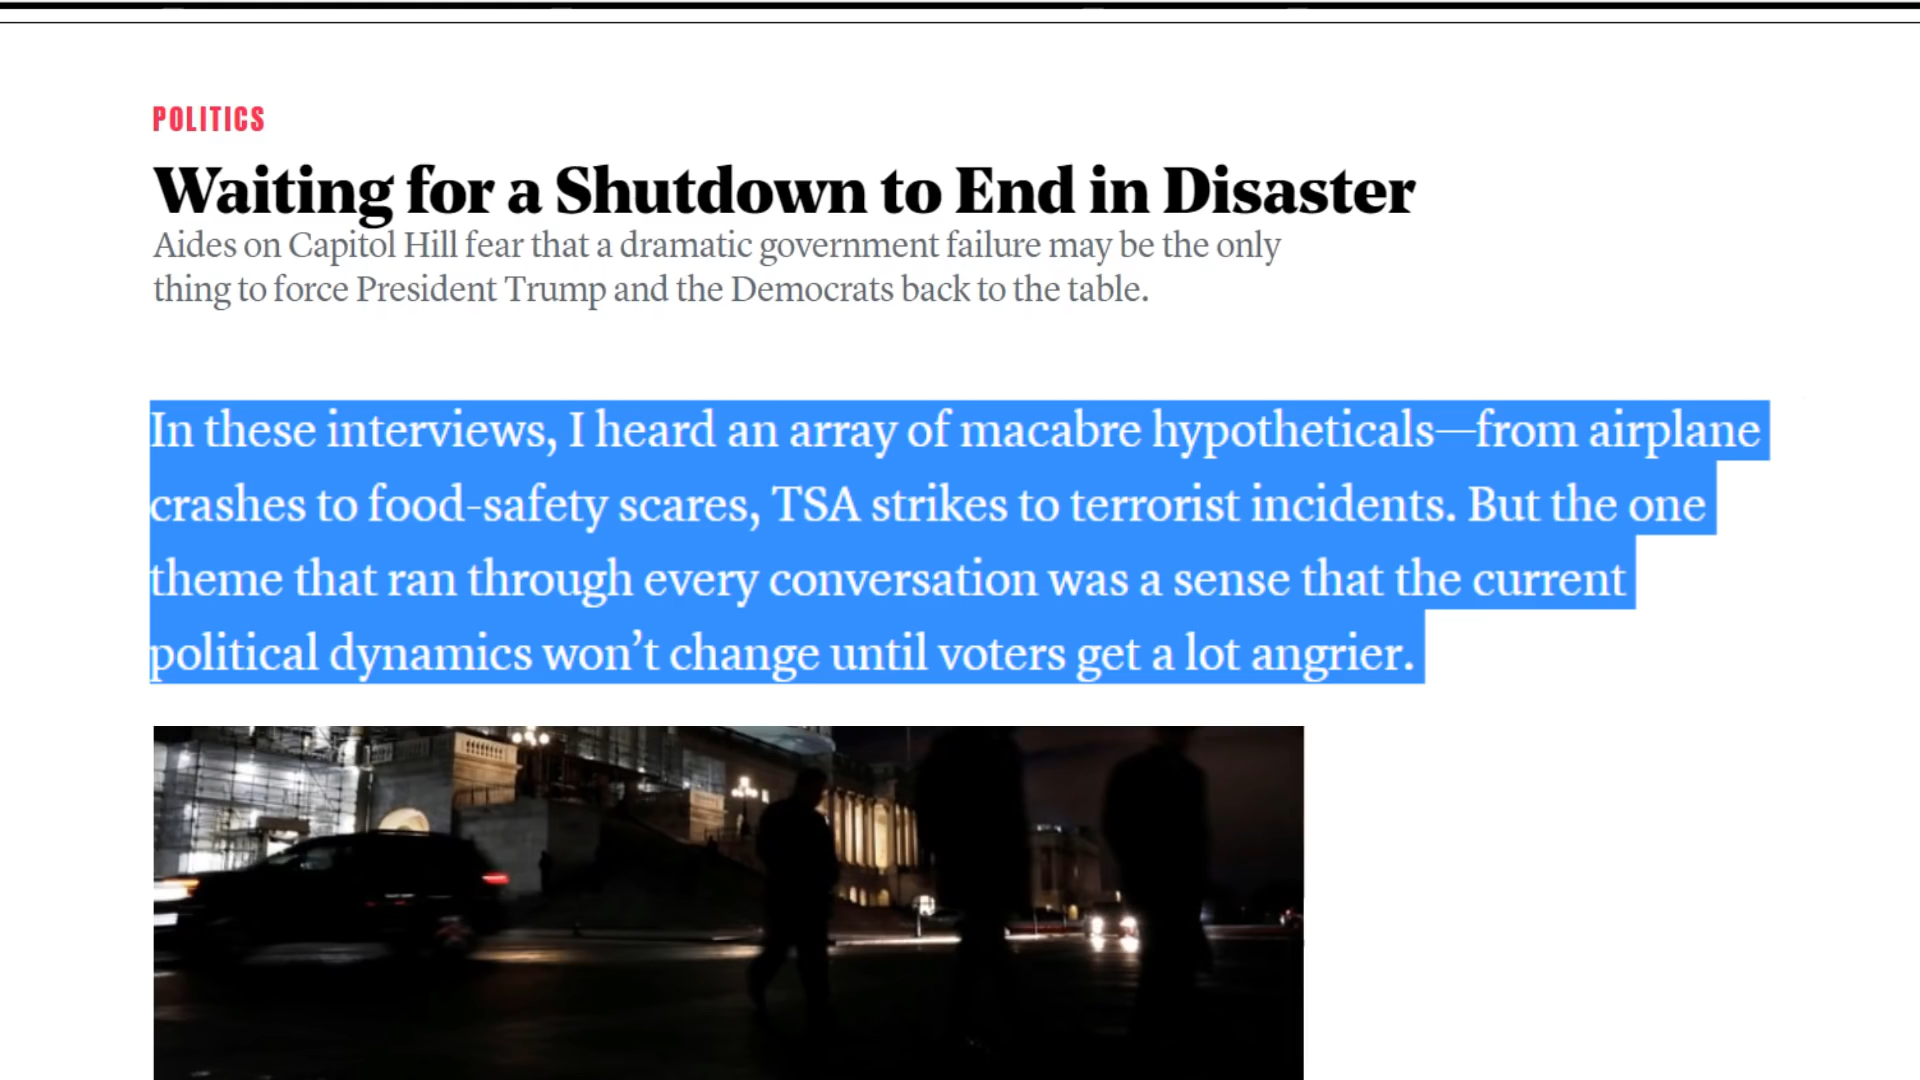 POLITICS
Waiting for a Shutdown to End in Disaster
Aides on Capitol Hill fear that a dramatic government failure may be the only
thing to force President Trump and the Democrats back to the table.
In these interviews, I heard an array of macabre hypotheticals—from airplane
crashes to food-safety scares, TSA strikes to terrorist incidents. But the one
theme that ran through every conversation was a sense that the current
political dynamics won’t change until voters get a lot angrier.